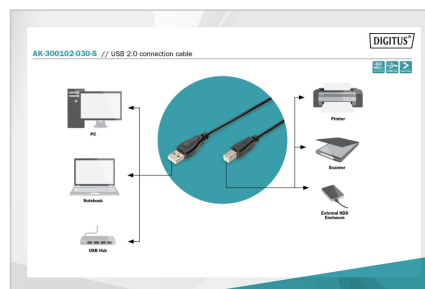 DIGITUS®
AK-300102-030-S // USB 2.0 connection cable
PC
Printer
Notebook
Scanner
USB Hub
External HDD
Enclosure